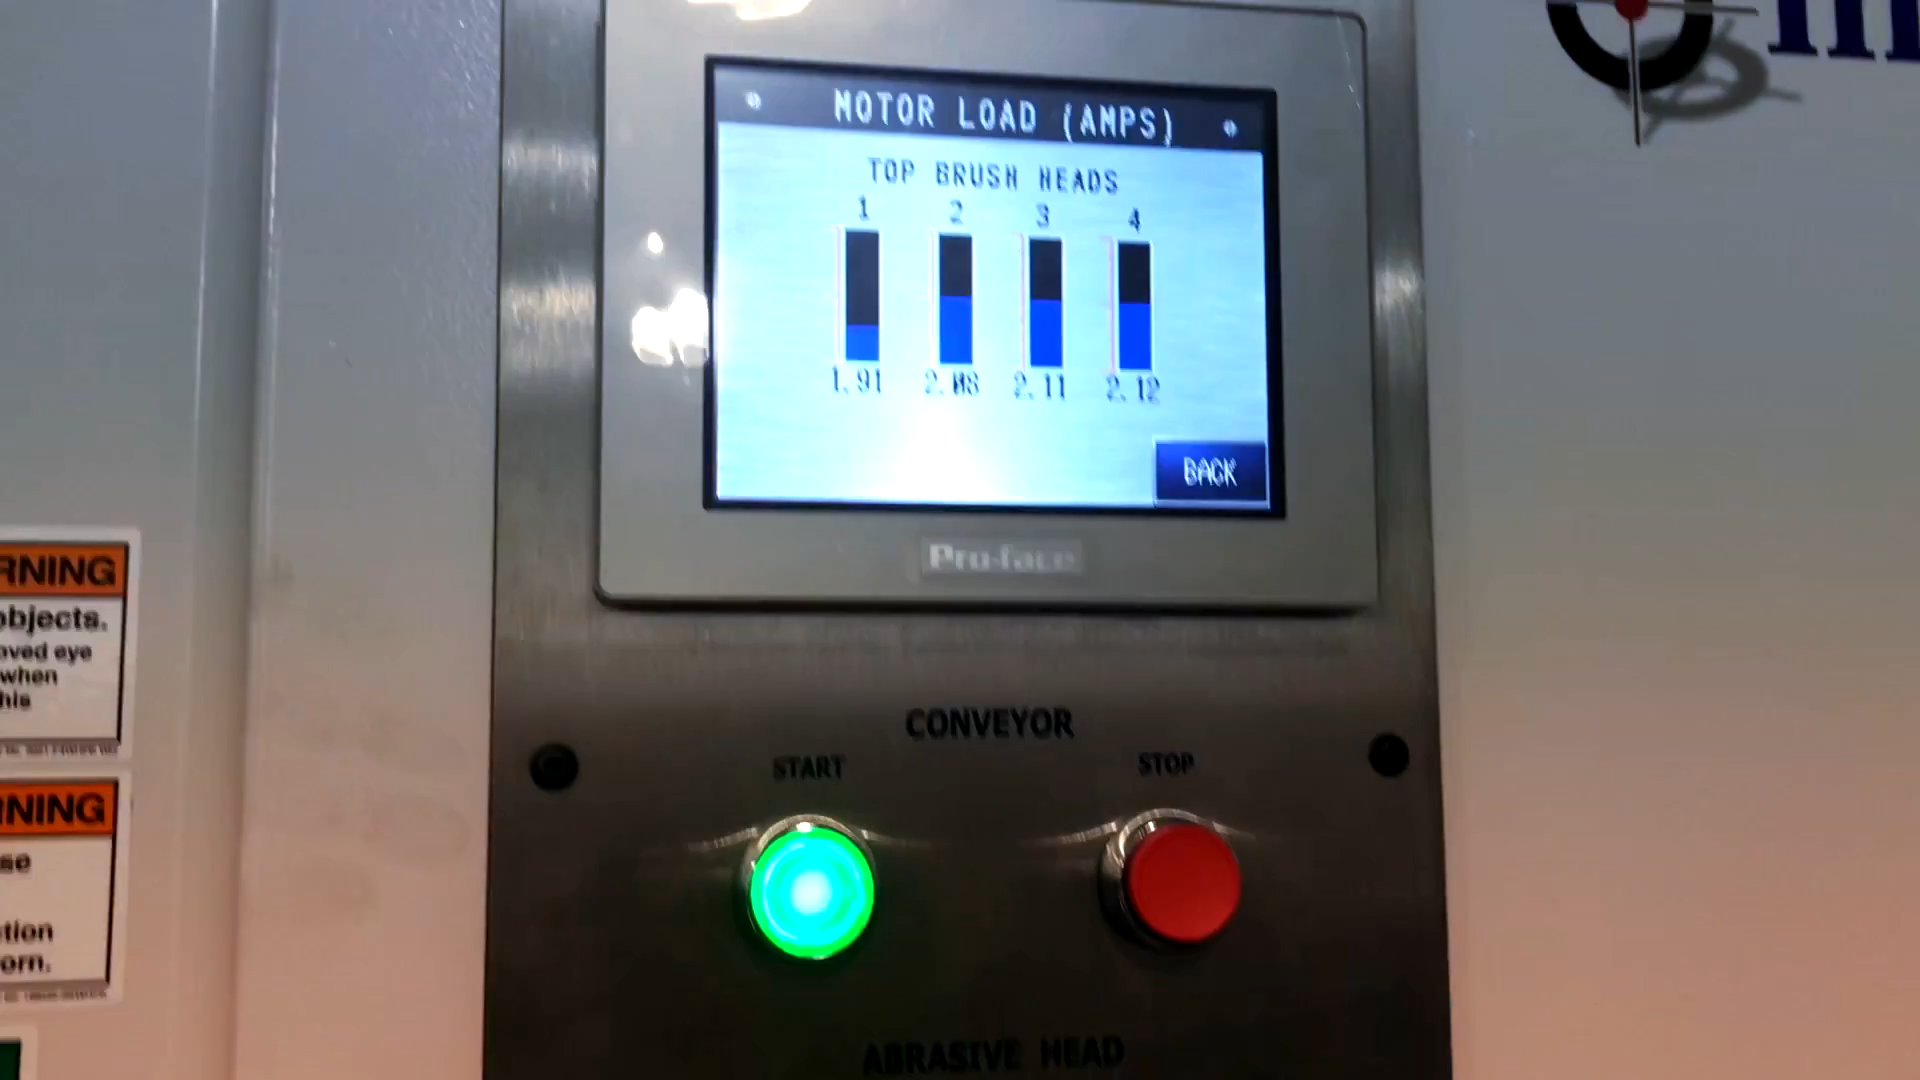 MOTOR LOAD (AMPS)
TOP BRUSH HEADS
1 2 3 4
1.91 2.08 2.11 2.12
BACK
Pro-face
CONVEYOR
START STOP
ABRASIVE HEAD
RNING
objects.
oved eye
when
his
NING
se
tion
orn.